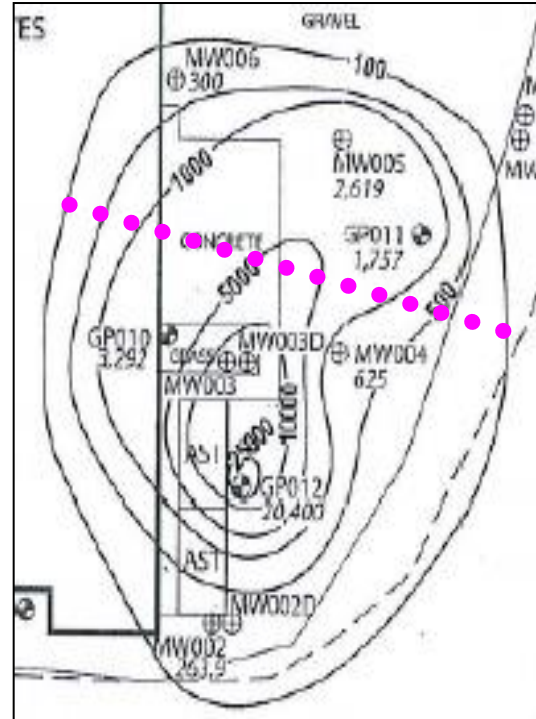 GRAVEL
ES
MW006
300
100
MW005
2,619
1000
GP011
1,757
CONCRETE
5000
500
GP010
3,292
MW003D
MW004
625
MW003
10000
AST
GP012
20,400
AST
MW002D
MW002
263.9